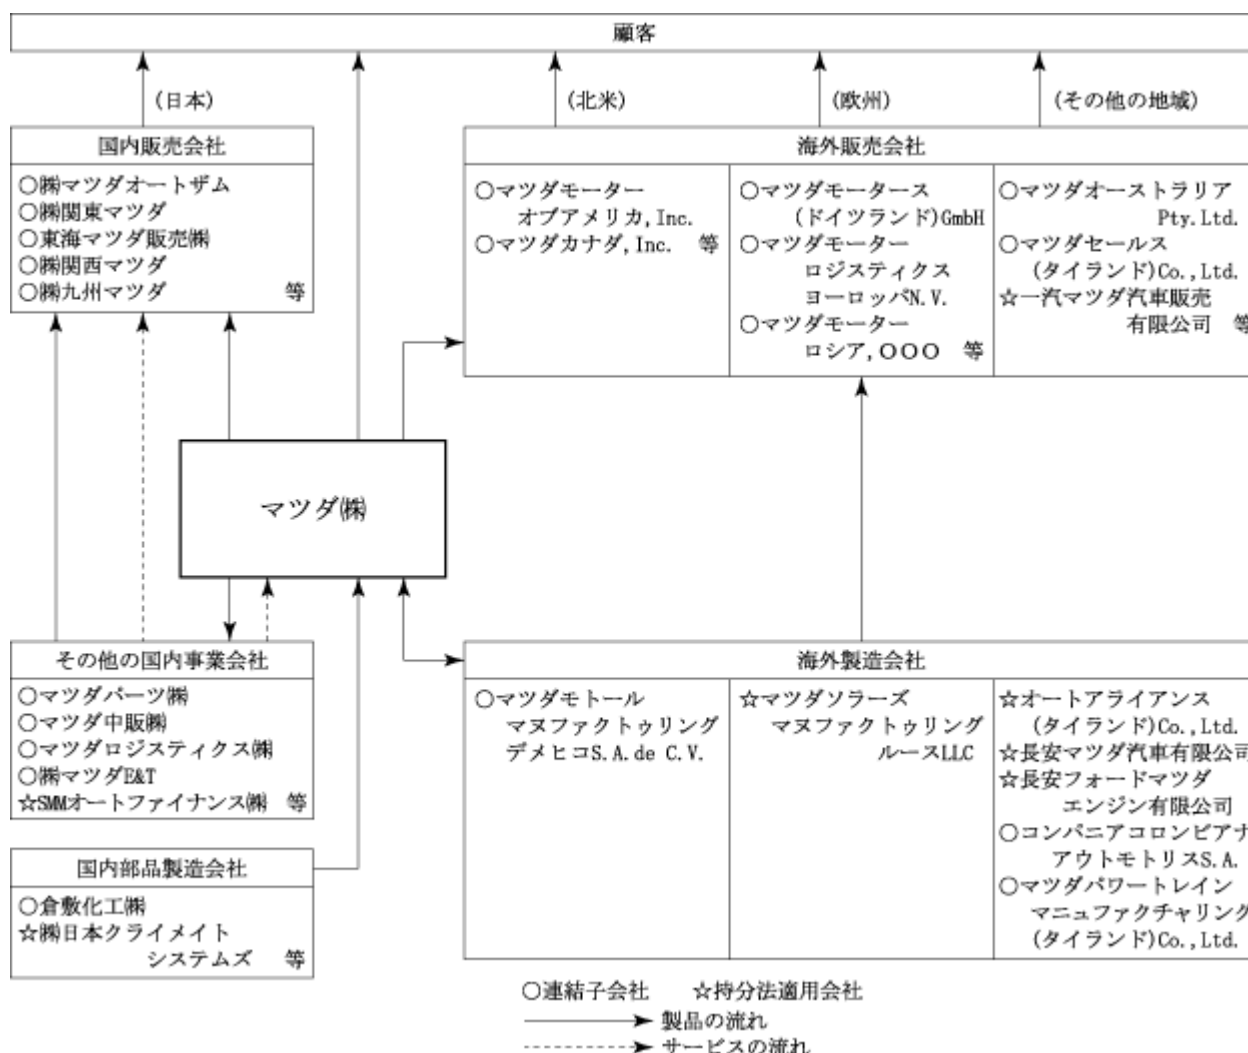 顧客
(日本)
(北米)
(欧州)
(その他の地域)
国内販売会社
○㈱マツダオートザム
○㈱関東マツダ
○東海マツダ販売㈱
○㈱関西マツダ
○㈱九州マツダ 等
海外販売会社
○マツダモーター
オブアメリカ,Inc.
○マツダカナダ,Inc. 等
○マツダモータース
(ドイツランド)GmbH
○マツダモーター
ロジスティクス
ヨーロッパN.V.
○マツダモーター
ロシア,OOO 等
○マツダオーストラリア
Pty.Ltd.
○マツダセールス
(タイランド)Co.,Ltd.
☆一汽マツダ汽車販売
有限公司 等
マツダ㈱
その他の国内事業会社
○マツダパーツ㈱
○マツダ中販㈱
○マツダロジスティクス㈱
○㈱マツダE&T
☆SMMオートファイナンス㈱ 等
国内部品製造会社
○倉敷化工㈱
☆㈱日本クライメイト
システムズ 等
海外製造会社
○マツダモトール
マヌファクトゥリング
デメヒコS.A.de C.V.
☆マツダソラーズ
マヌファクトゥリング
ルースLLC
☆オートアライアンス
(タイランド)Co.,Ltd.
☆長安マツダ汽車有限公司
☆長安フォードマツダ
エンジン有限公司
○コンパニアコロンビアナ
アウトモトリスS.A.
○マツダパワートレイン
マニュファクチャリング
(タイランド)Co.,Ltd.
○連結子会社 ☆持分法適用会社
製品の流れ
サービスの流れ